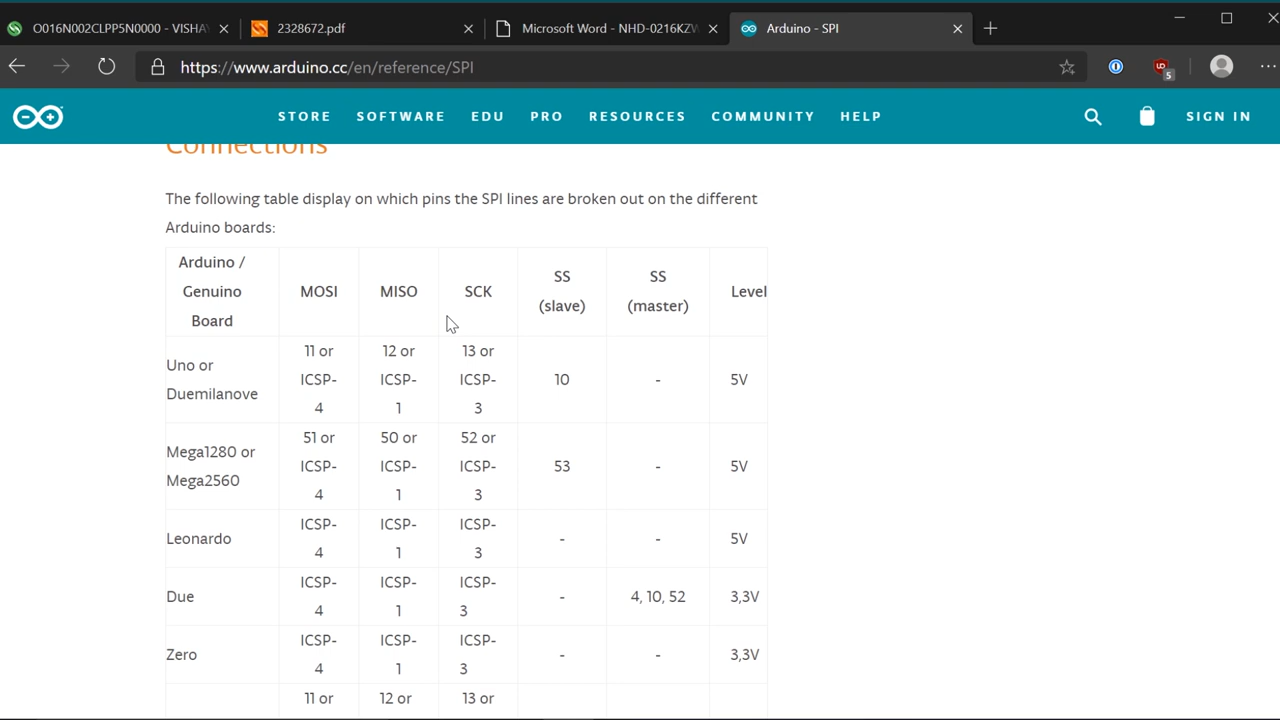 O016N002CLPP5N0000 - VISHA
2328672.pdf
Microsoft Word - NHD-0216KZW
Arduino - SPI
https://www.arduino.cc/en/reference/SPI
5
STORE SOFTWARE EDU PRO RESOURCES COMMUNITY HELP SIGN IN
Connections
The following table display on which pins the SPI lines are broken out on the different
Arduino boards:
Arduino / Genuino Board MOSI MISO SCK SS (slave) SS (master) Level
Uno or Duemilanove 11 or ICSP-4 12 or ICSP-1 13 or ICSP-3 10 - 5V
Mega1280 or Mega2560 51 or ICSP-4 50 or ICSP-1 52 or ICSP-3 53 - 5V
Leonardo ICSP-4 ICSP-1 ICSP-3 - - 5V
Due ICSP-4 ICSP-1 ICSP-3 - 4, 10, 52 3,3V
Zero ICSP-4 ICSP-1 ICSP-3 - - 3,3V
11 or 12 or 13 or